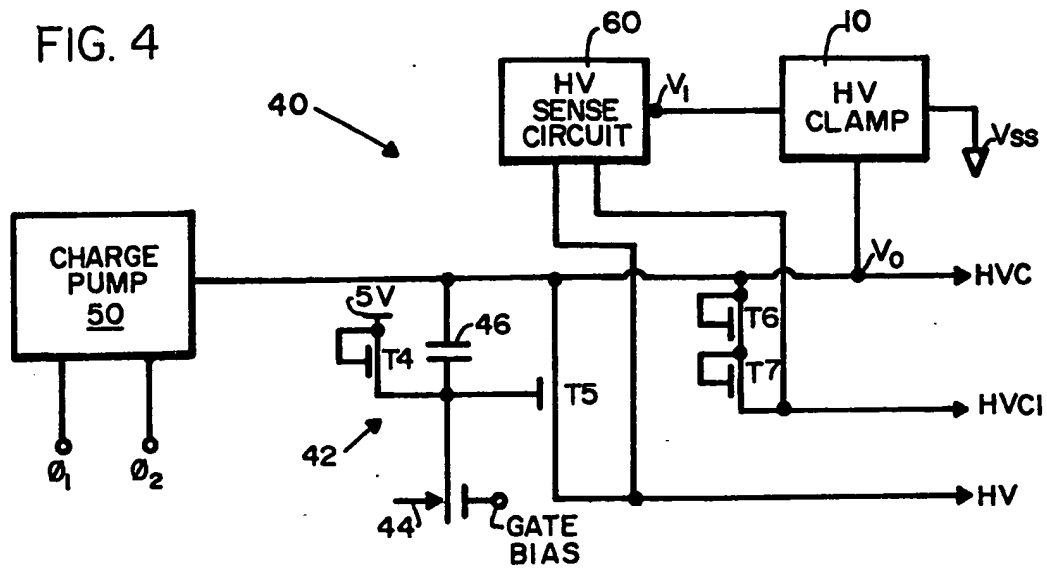 FIG. 4
60
10
HV
SENSE
CIRCUIT
V1
HV
CLAMP
VSS
40
CHARGE
PUMP
50
5V
46
T4
T5
T6
T7
V0
HVC
HVCI
HV
42
44
GATE
BIAS
Ø1
Ø2